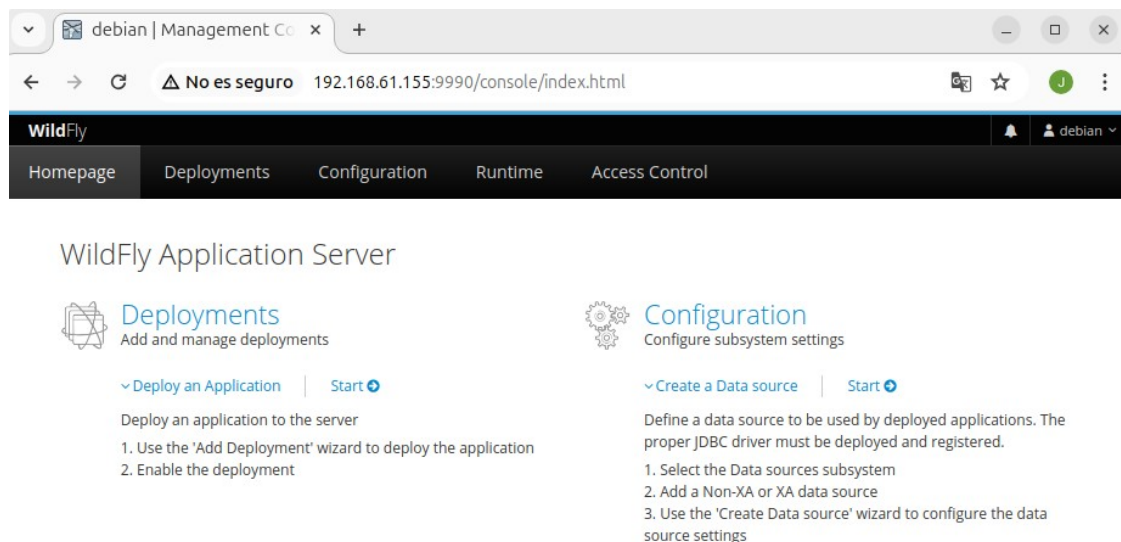 debian | Management Co
No es seguro 192.168.61.155:9990/console/index.html
J
WildFly
debian
Homepage Deployments Configuration Runtime Access Control
WildFly Application Server
Deployments
Add and manage deployments
Deploy an Application Start
Deploy an application to the server
1. Use the 'Add Deployment' wizard to deploy the application
2. Enable the deployment
Configuration
Configure subsystem settings
Create a Data source Start
Define a data source to be used by deployed applications. The
proper JDBC driver must be deployed and registered.
1. Select the Data sources subsystem
2. Add a Non-XA or XA data source
3. Use the 'Create Data source' wizard to configure the data
source settings